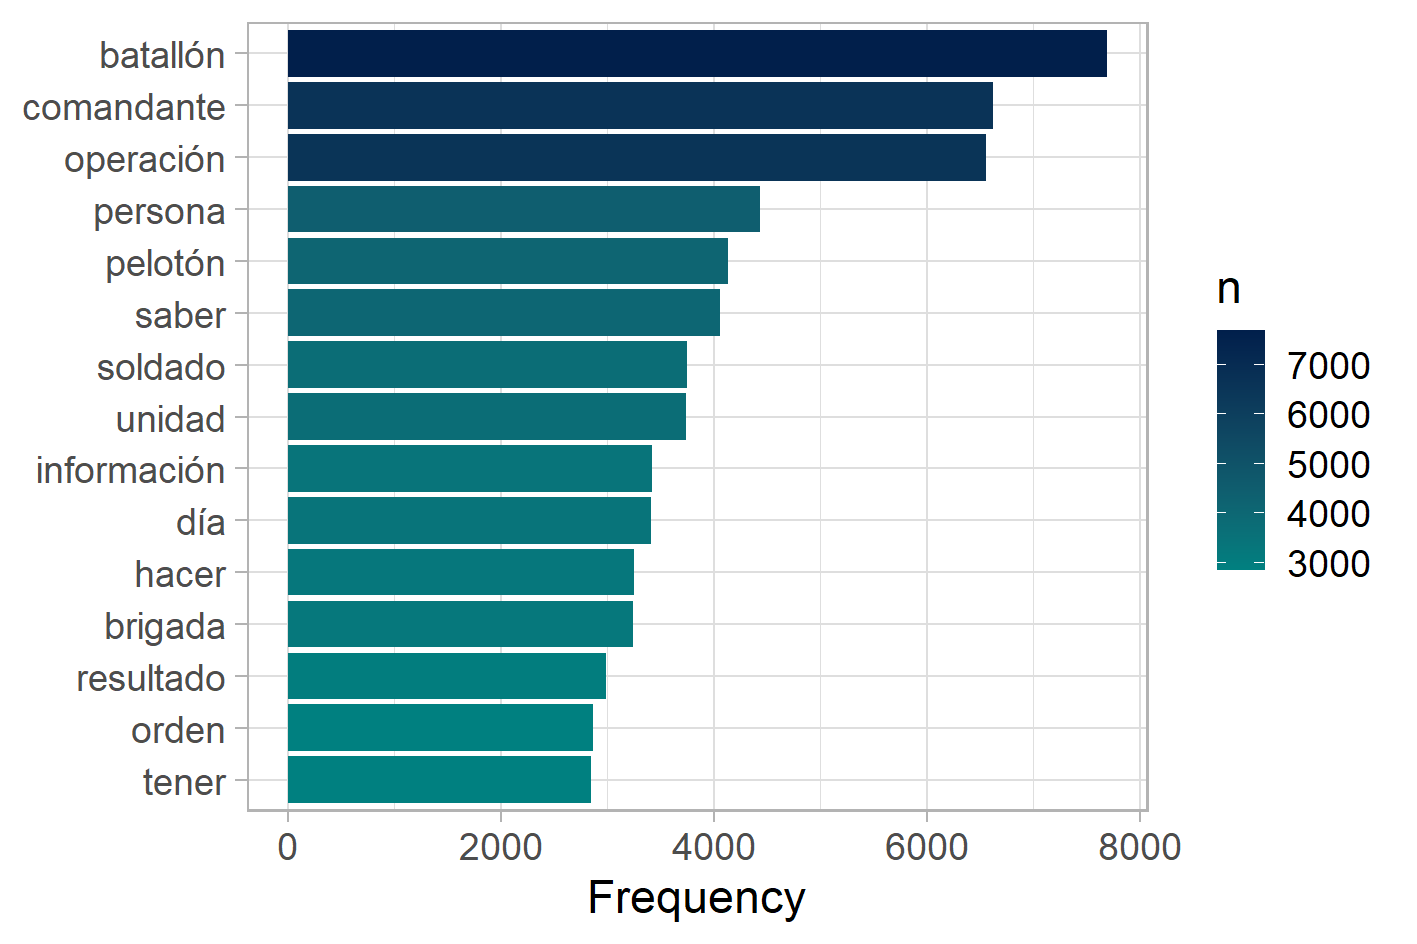 batallón
comandante
operación
persona
pelotón
saber
soldado
unidad
información
día
hacer
brigada
resultado
orden
tener
0 2000 4000 6000 8000
Frequency
n
7000
6000
5000
4000
3000